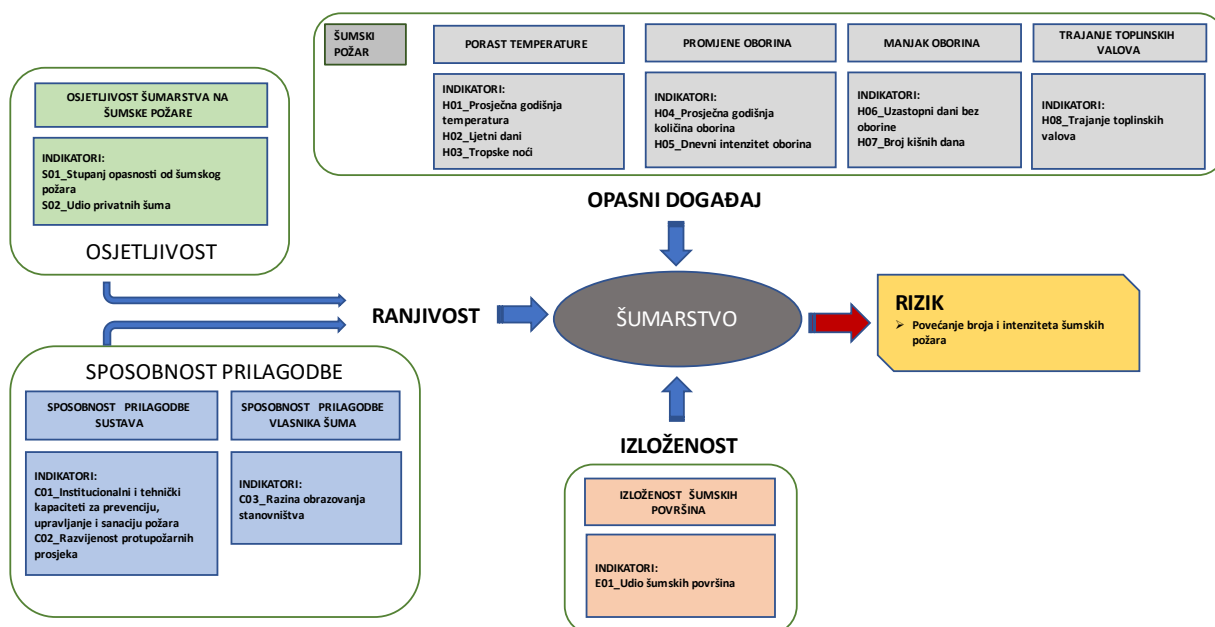 ŠUMSKI
POŽAR
PORAST TEMPERATURE
INDIKATORI:
H01_Prosječna godišnja
temperatura
H02_Ljetni dani
H03_Tropske noći
PROMJENE OBORINA
INDIKATORI:
H04_Prosječna godišnja
količina oborina
H05_Dnevni intenzitet oborina
MANJAK OBORINA
INDIKATORI:
H06_Uzastopni dani bez
oborine
H07_Broj kišnih dana
TRAJANJE TOPLINSKIH
VALOVA
INDIKATORI:
H08_Trajanje toplinskih
valova
OPASNI DOGAĐAJ
OSJETLJIVOST ŠUMARSTVA NA
ŠUMSKE POŽARE
INDIKATORI:
S01_Stupanj opasnosti od šumskog
požara
S02_Udio privatnih šuma
OSJETLJIVOST
RANJIVOST
ŠUMARSTVO
RIZIK
➢ Povećanje broja i intenziteta šumskih
požara
SPOSOBNOST PRILAGODBE
SPOSOBNOST PRILAGODBE
SUSTAVA
INDIKATORI:
C01_Institucionalni i tehnički
kapaciteti za prevenciju,
upravljanje i sanaciju požara
C02_Razvijenost protupožarnih
prosjeka
SPOSOBNOST PRILAGODBE
VLASNIKA ŠUMA
INDIKATORI:
C03_Razina obrazovanja
stanovništva
IZLOŽENOST
IZLOŽENOST ŠUMSKIH
POVRŠINA
INDIKATORI:
E01_Udio šumskih površina